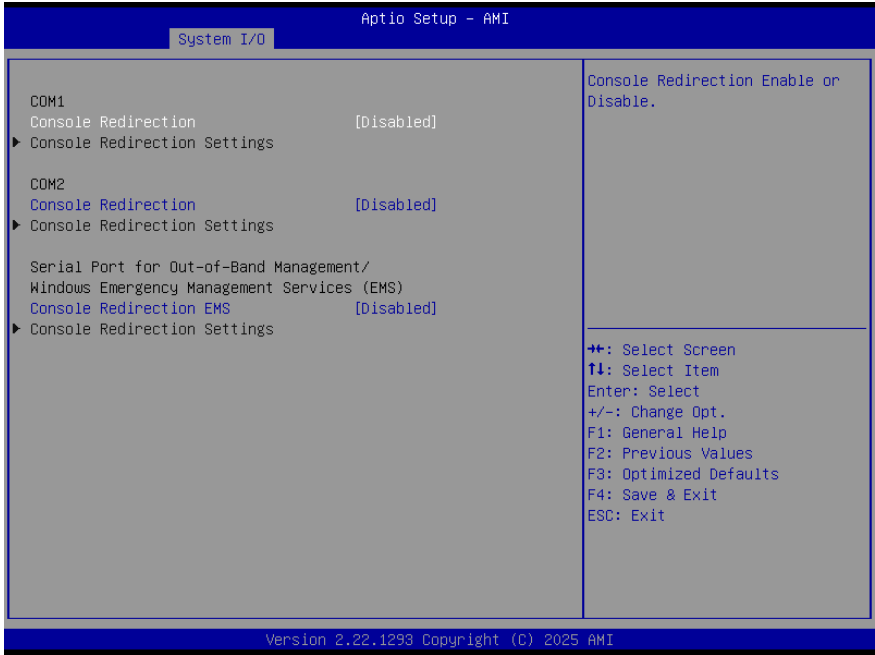 Aptio Setup – AMI
System I/O
COM1
Console Redirection [Disabled]
▶ Console Redirection Settings
COM2
Console Redirection [Disabled]
▶ Console Redirection Settings
Serial Port for Out-of-Band Management/
Windows Emergency Management Services (EMS)
Console Redirection EMS [Disabled]
▶ Console Redirection Settings
Console Redirection Enable or
Disable.
→←: Select Screen
↑↓: Select Item
Enter: Select
+/-: Change Opt.
F1: General Help
F2: Previous Values
F3: Optimized Defaults
F4: Save & Exit
ESC: Exit
Version 2.22.1293 Copyright (C) 2025 AMI